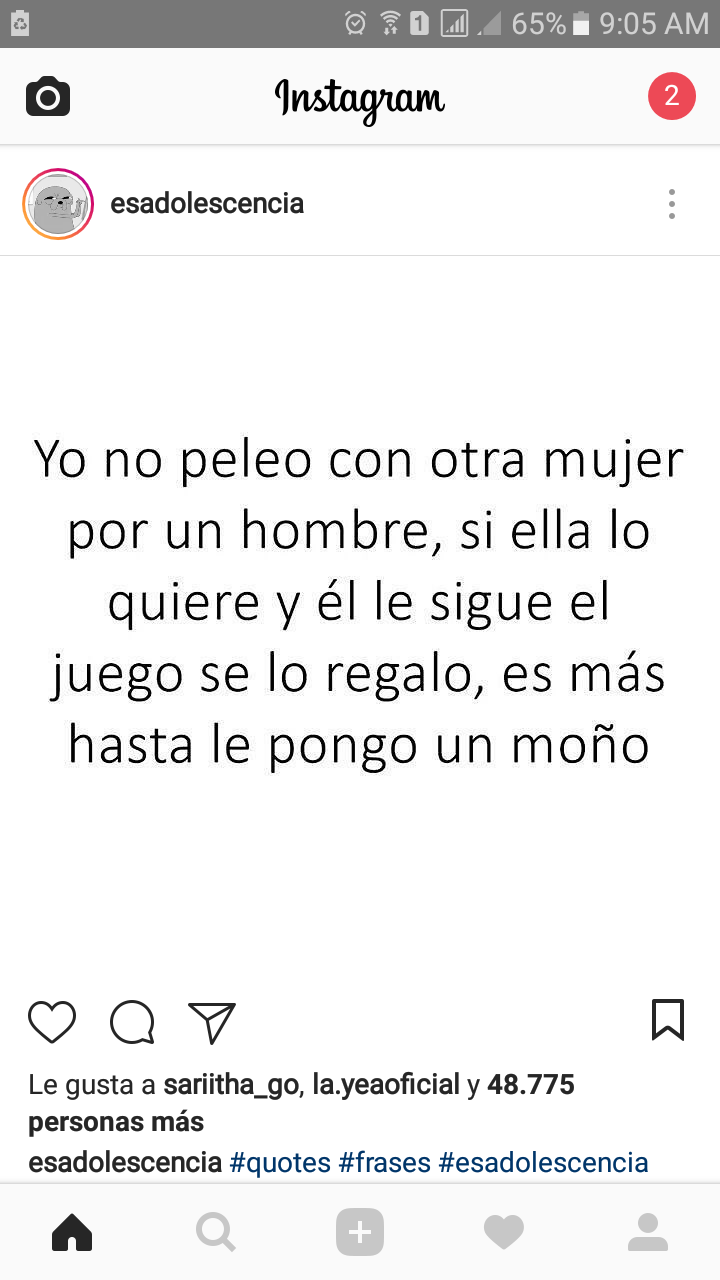 1 65% 9:05 AM
Instagram 2
esadolescencia
Yo no peleo con otra mujer
por un hombre, si ella lo
quiere y él le sigue el
juego se lo regalo, es más
hasta le pongo un moño
Le gusta a sariitha_go, la.yeaoficial y 48.775
personas más
esadolescencia #quotes #frases #esadolescencia